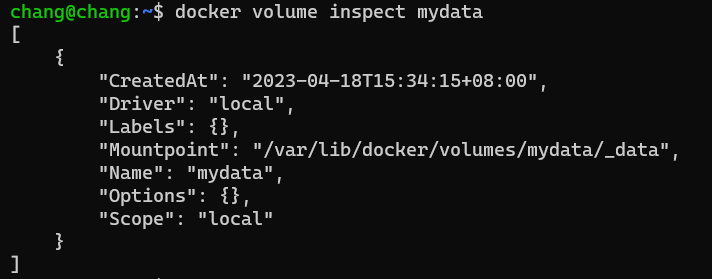 chang@chang:~$ docker volume inspect mydata
[
    {
        "CreatedAt": "2023-04-18T15:34:15+08:00",
        "Driver": "local",
        "Labels": {},
        "Mountpoint": "/var/lib/docker/volumes/mydata/_data",
        "Name": "mydata",
        "Options": {},
        "Scope": "local"
    }
]